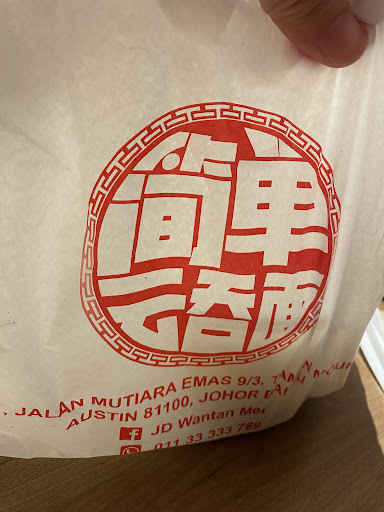 简单
云吞面
JALAN MUTIARA EMAS 9/3,
AUSTIN 81100, JOHOR
JD Wantan Mee
011 33 333 789